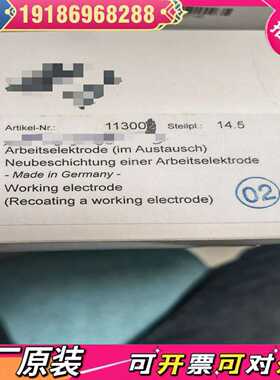 19186968288
Artikel-Nr.: 11300 Stellpl.: 14.5
Arbeitselektrode (im Austausch)
Neubeschichtung einer Arbeitselektrode
- Made in Germany -
Working electrode
(Recoating a working electrode)
02
原装
可开票可对